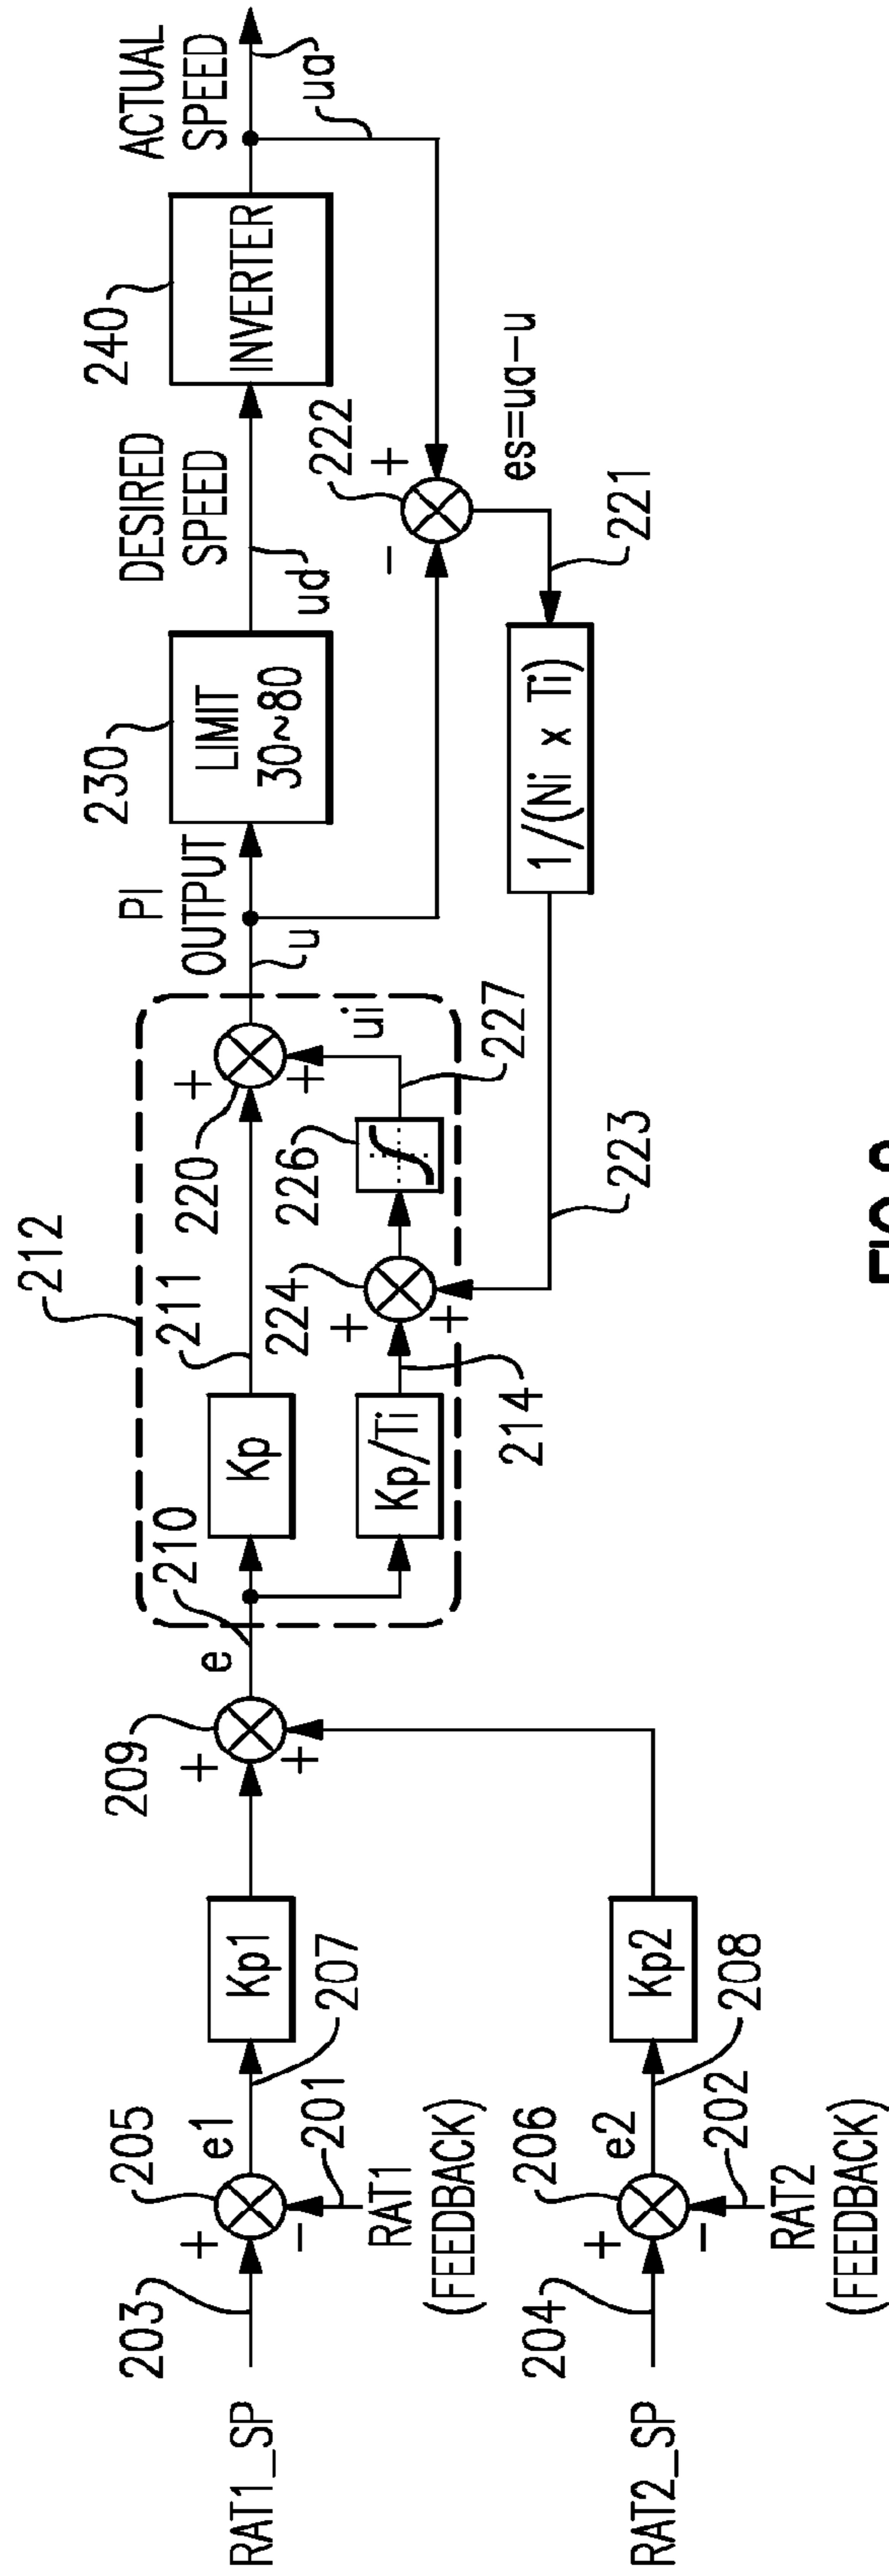 RAT1_SP
203
+
-
205
e1
201
RAT1
(FEEDBACK)
207
Kp1
RAT2_SP
204
+
-
206
e2
202
RAT2
(FEEDBACK)
208
Kp2
209
+
+
e
210
212
Kp
211
Kp/Ti
214
224
+
+
226
227
ui
220
+
+
u
PI
OUTPUT
230
LIMIT
30~80
DESIRED
SPEED
ud
240
INVERTER
ACTUAL
SPEED
ua
ua
222
-
+
es=ua-u
221
1/(Ni x Ti)
223